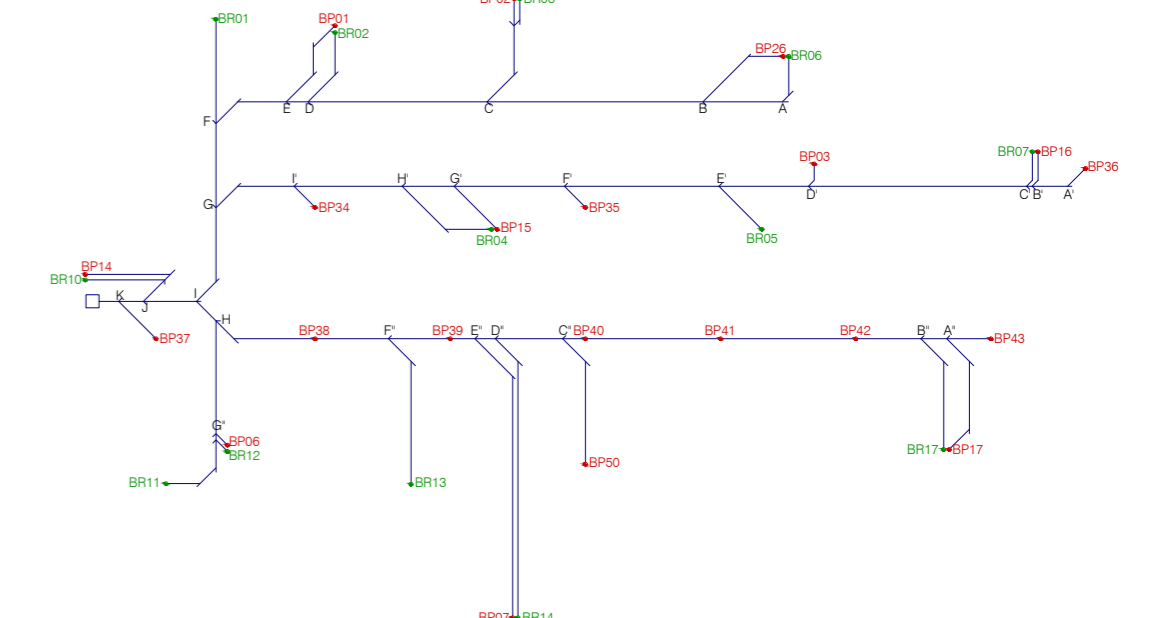 BR01
BP01
BR02
BP26
BR06
E
D
C
B
A
F
BP03
BR07
BP16
BP36
I'
H'
G'
F'
E'
D'
C'
B'
A'
G
BP34
BP35
BP15
BR04
BR05
BP14
BR10
K
J
I
H
BP37
BP38
F"
BP39
E"
D"
C"
BP40
BP41
BP42
B"
A"
BP43
G"
BP06
BR12
BR11
BR13
BP50
BR17
BP17